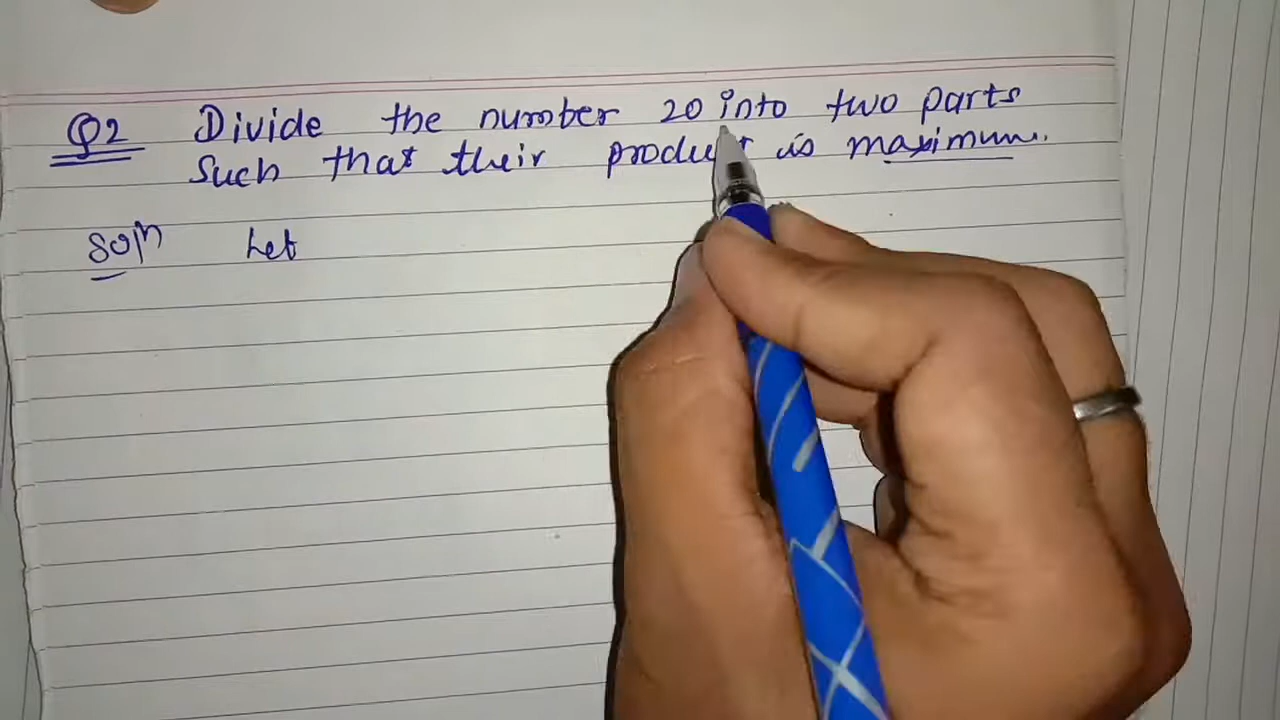 Q2 Divide the number 20 into two parts
Such that their product is maximum.
Solⁿ Let